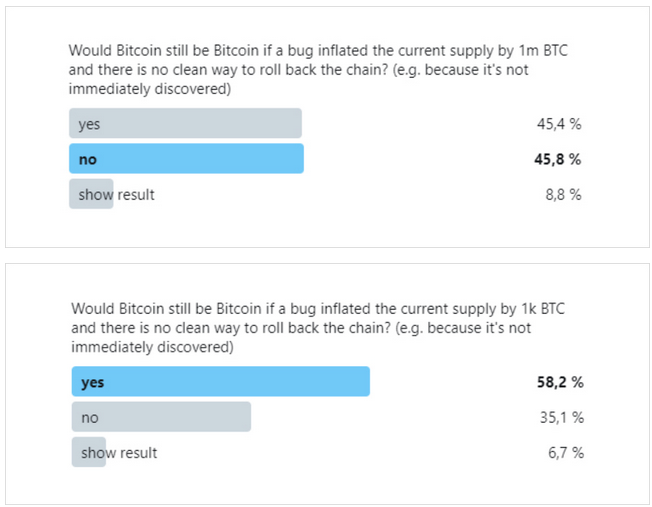 Would Bitcoin still be Bitcoin if a bug inflated the current supply by 1m BTC
and there is no clean way to roll back the chain? (e.g. because it's not
immediately discovered)
yes 45,4 %
no 45,8 %
show result 8,8 %
Would Bitcoin still be Bitcoin if a bug inflated the current supply by 1k BTC
and there is no clean way to roll back the chain? (e.g. because it's not
immediately discovered)
yes 58,2 %
no 35,1 %
show result 6,7 %